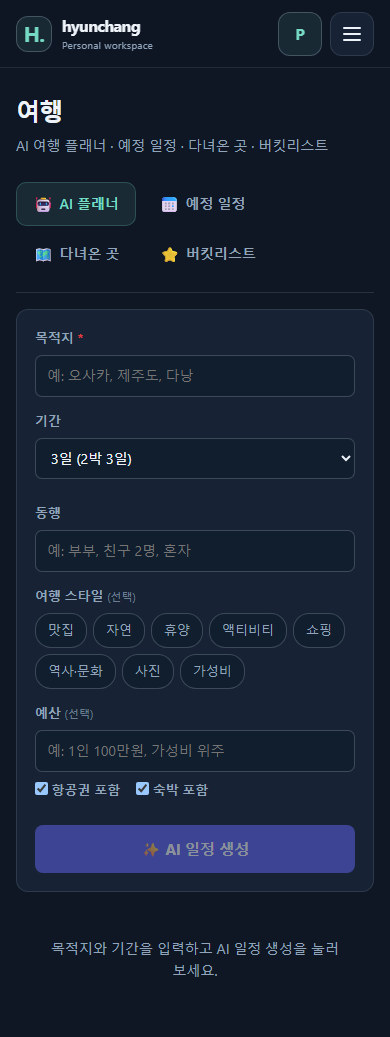 H.
hyunchang
Personal workspace
P
여행
AI 여행 플래너 · 예정 일정 · 다녀온 곳 · 버킷리스트
AI 플래너
예정 일정
다녀온 곳
버킷리스트
목적지 *
예: 오사카, 제주도, 다낭
기간
3일 (2박 3일)
동행
예: 부부, 친구 2명, 혼자
여행 스타일 (선택)
맛집 자연 휴양 액티비티 쇼핑
역사·문화 사진 가성비
예산 (선택)
예: 1인 100만원, 가성비 위주
항공권 포함 숙박 포함
✨ AI 일정 생성
목적지와 기간을 입력하고 AI 일정 생성을 눌러
보세요.